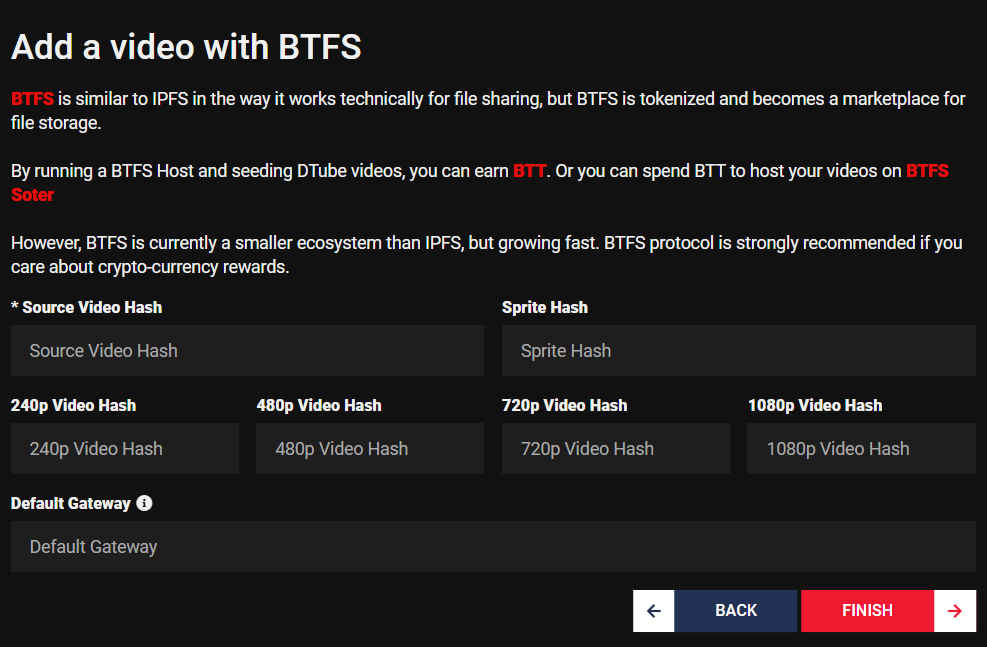 Add a video with BTFS
BTFS is similar to IPFS in the way it works technically for file sharing, but BTFS is tokenized and becomes a marketplace for
file storage.
By running a BTFS Host and seeding DTube videos, you can earn BTT. Or you can spend BTT to host your videos on BTFS
Soter
However, BTFS is currently a smaller ecosystem than IPFS, but growing fast. BTFS protocol is strongly recommended if you
care about crypto-currency rewards.
* Source Video Hash
Sprite Hash
Source Video Hash
Sprite Hash
240p Video Hash
480p Video Hash
720p Video Hash
1080p Video Hash
240p Video Hash
480p Video Hash
720p Video Hash
1080p Video Hash
Default Gateway
Default Gateway
BACK
FINISH